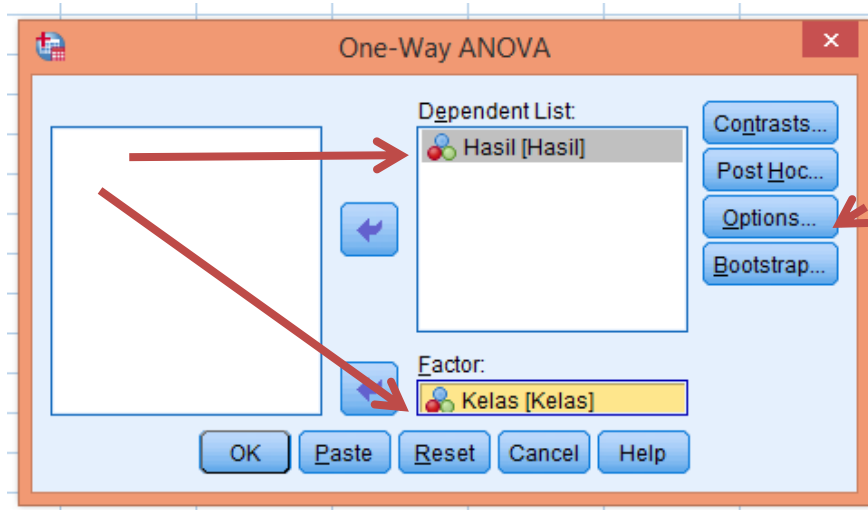 One-Way ANOVA
Dependent List:
Hasil [Hasil]
Contrasts...
Post Hoc...
Options...
Bootstrap...
Factor:
Kelas [Kelas]
OK
Paste
Reset
Cancel
Help